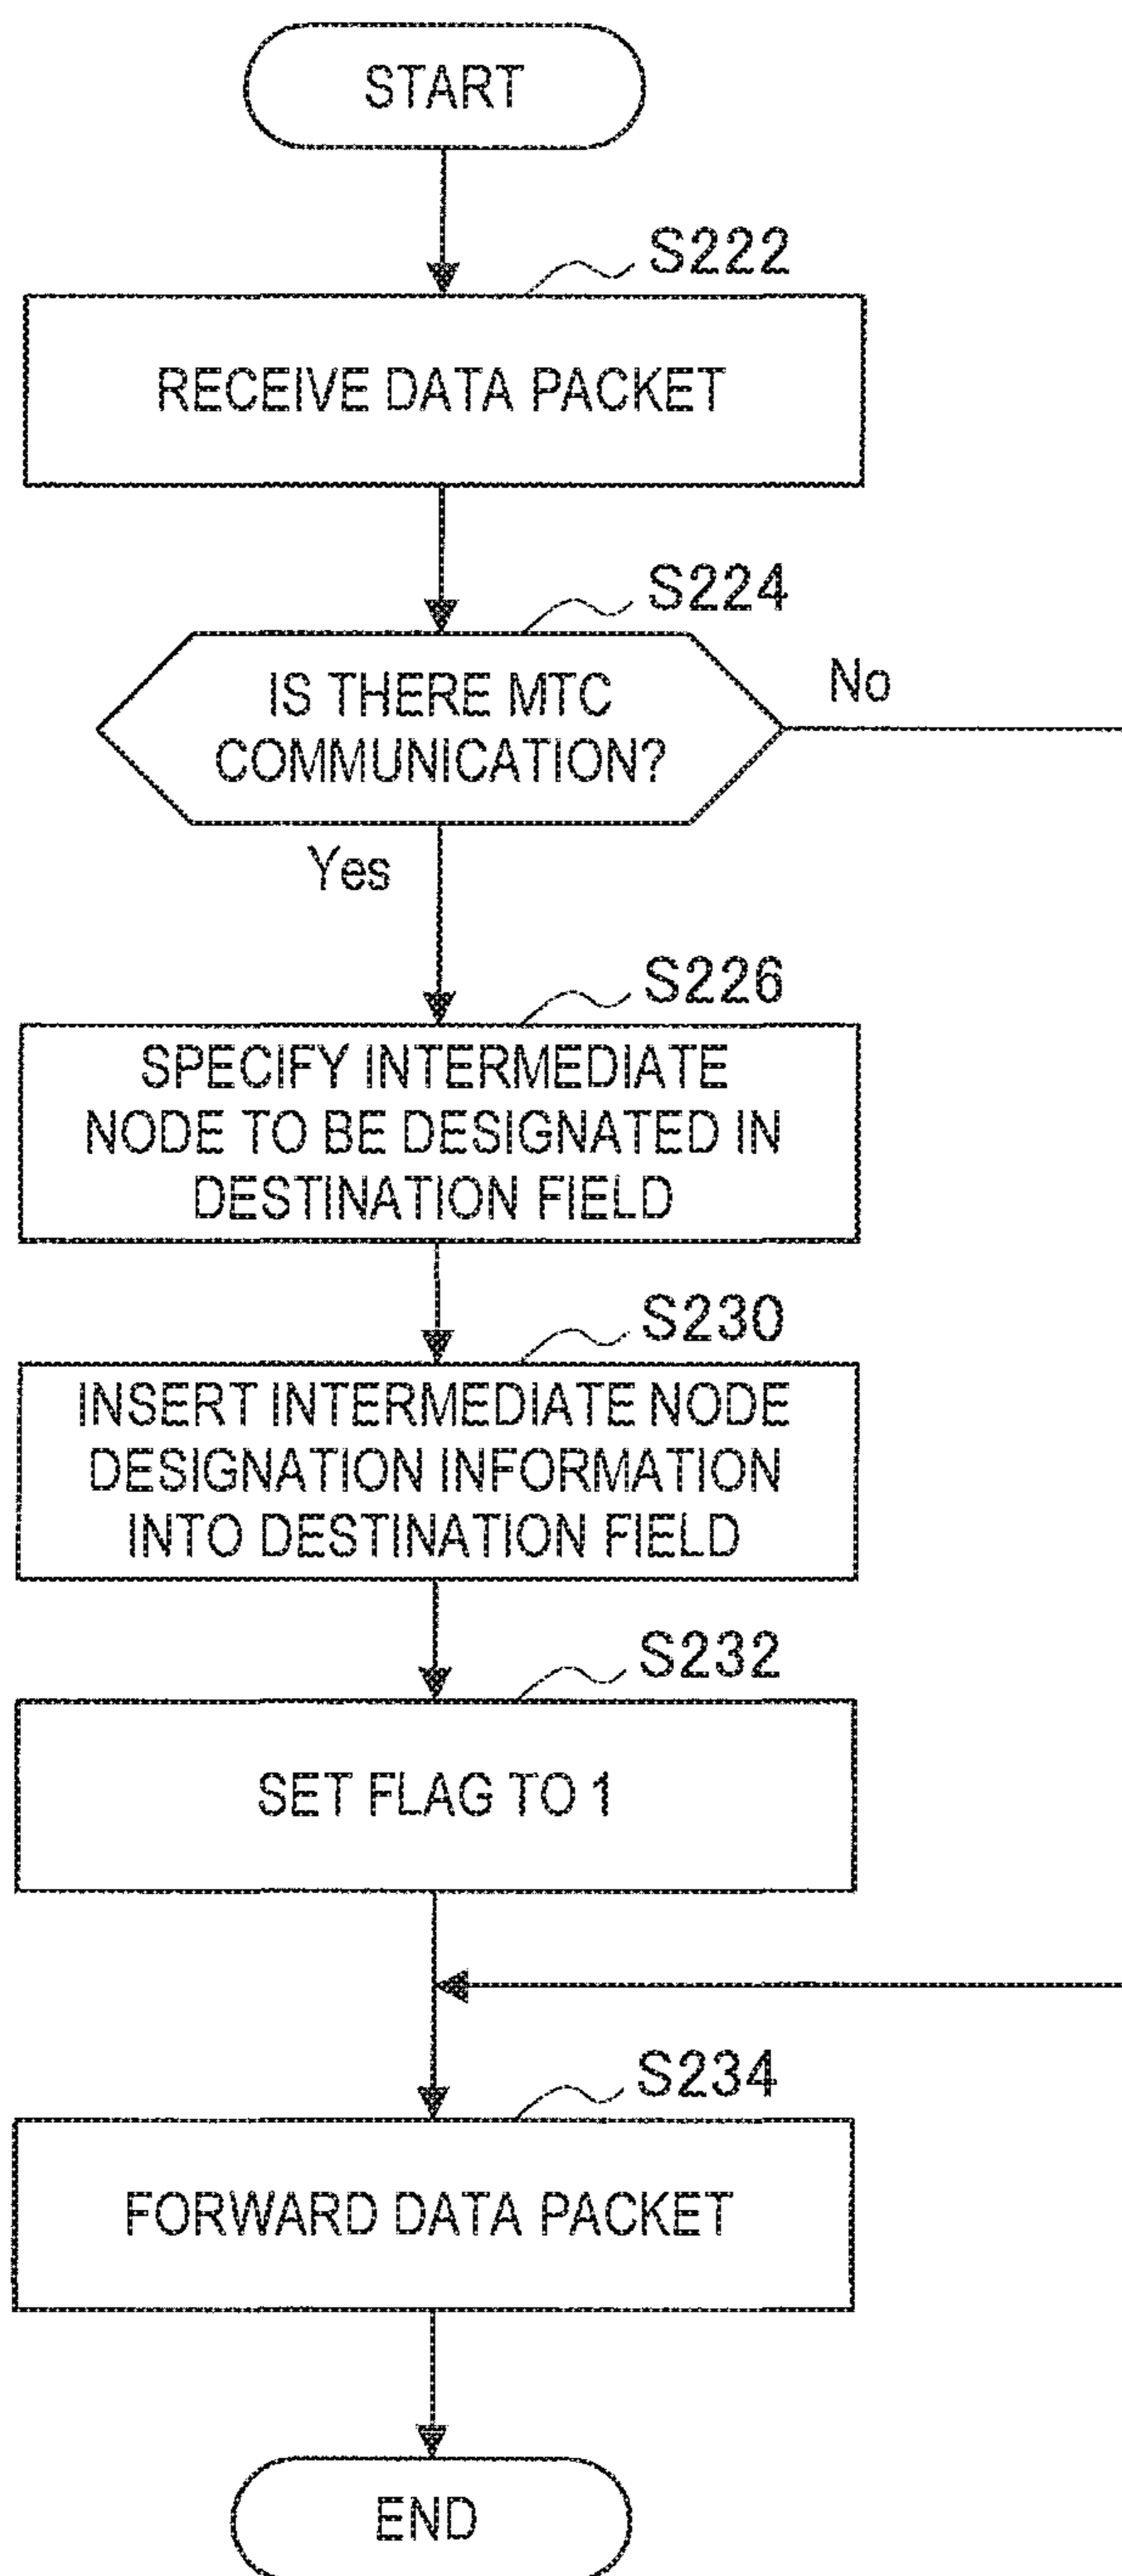 START
S222
RECEIVE DATA PACKET
S224
IS THERE MTC
COMMUNICATION?
No
Yes
S226
SPECIFY INTERMEDIATE
NODE TO BE DESIGNATED IN
DESTINATION FIELD
S230
INSERT INTERMEDIATE NODE
DESIGNATION INFORMATION
INTO DESTINATION FIELD
S232
SET FLAG TO 1
S234
FORWARD DATA PACKET
END